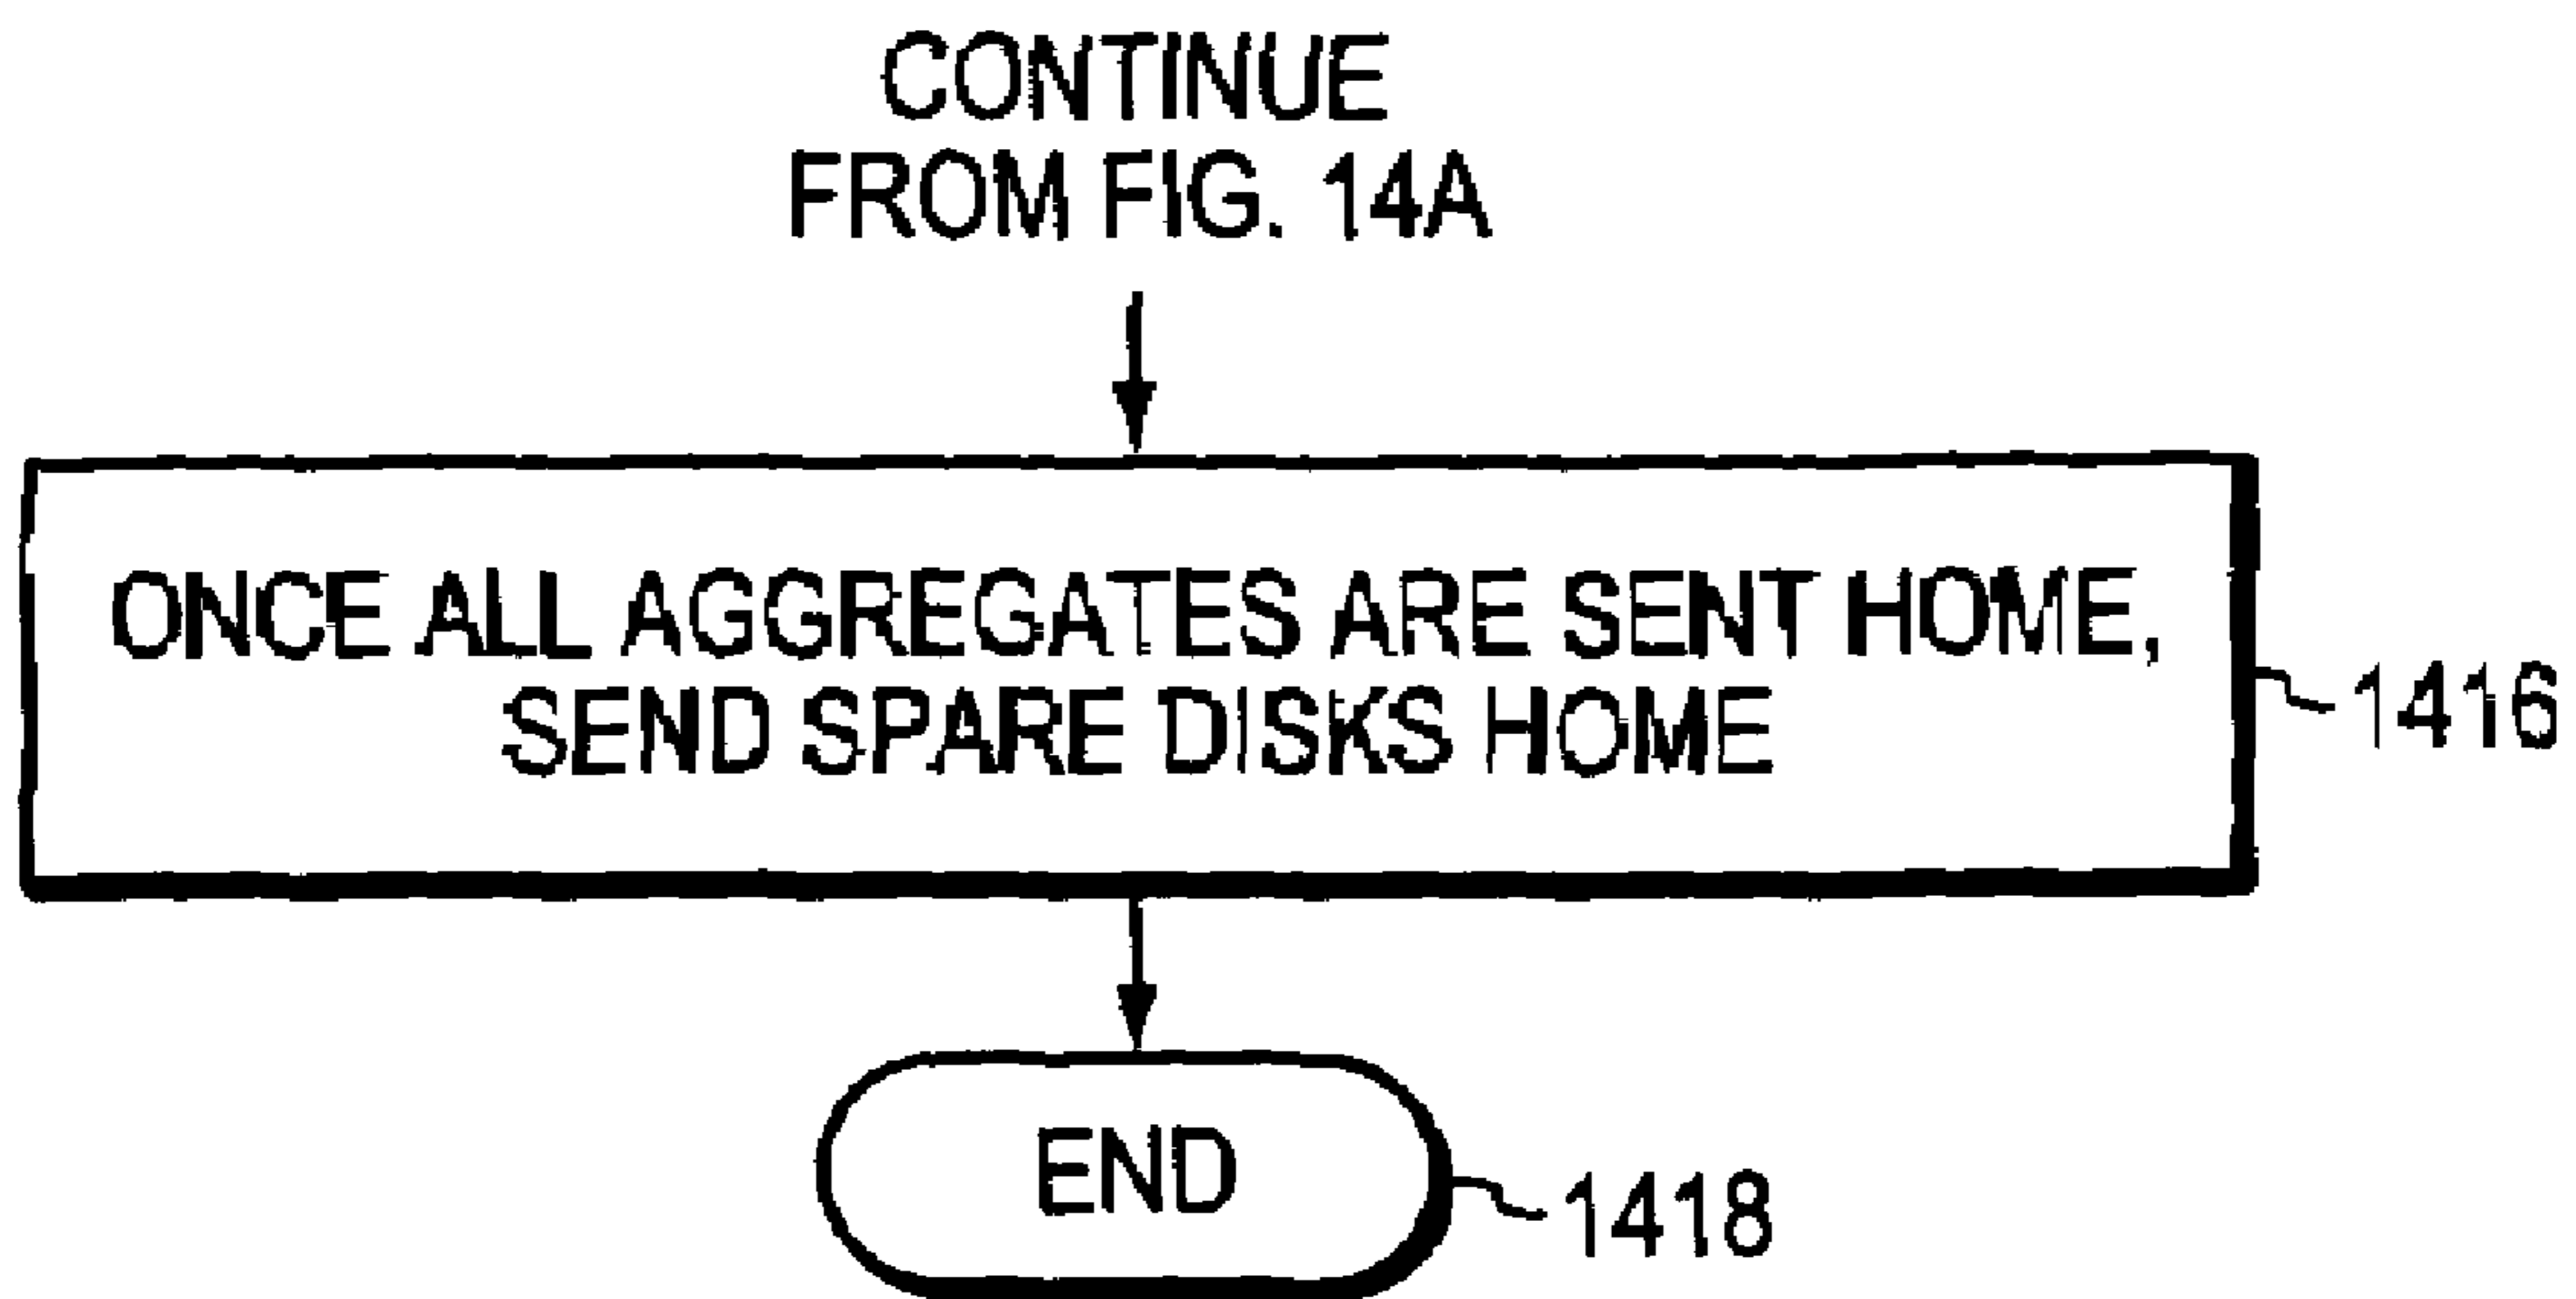 CONTINUE
FROM FIG. 14A
ONCE ALL AGGREGATES ARE SENT HOME,
SEND SPARE DISKS HOME
1416
END
1418